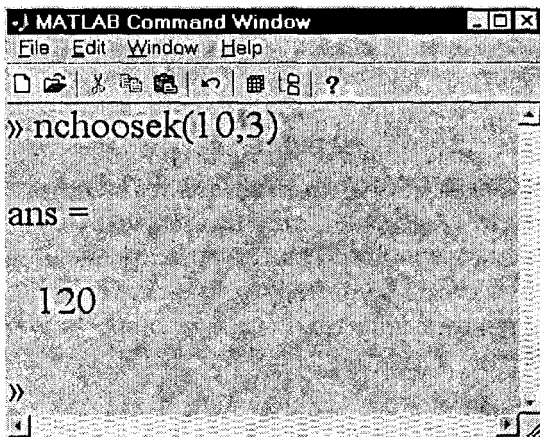 MATLAB Command Window
File Edit Window Help
?
» nchoosek(10,3)
ans =
120
»